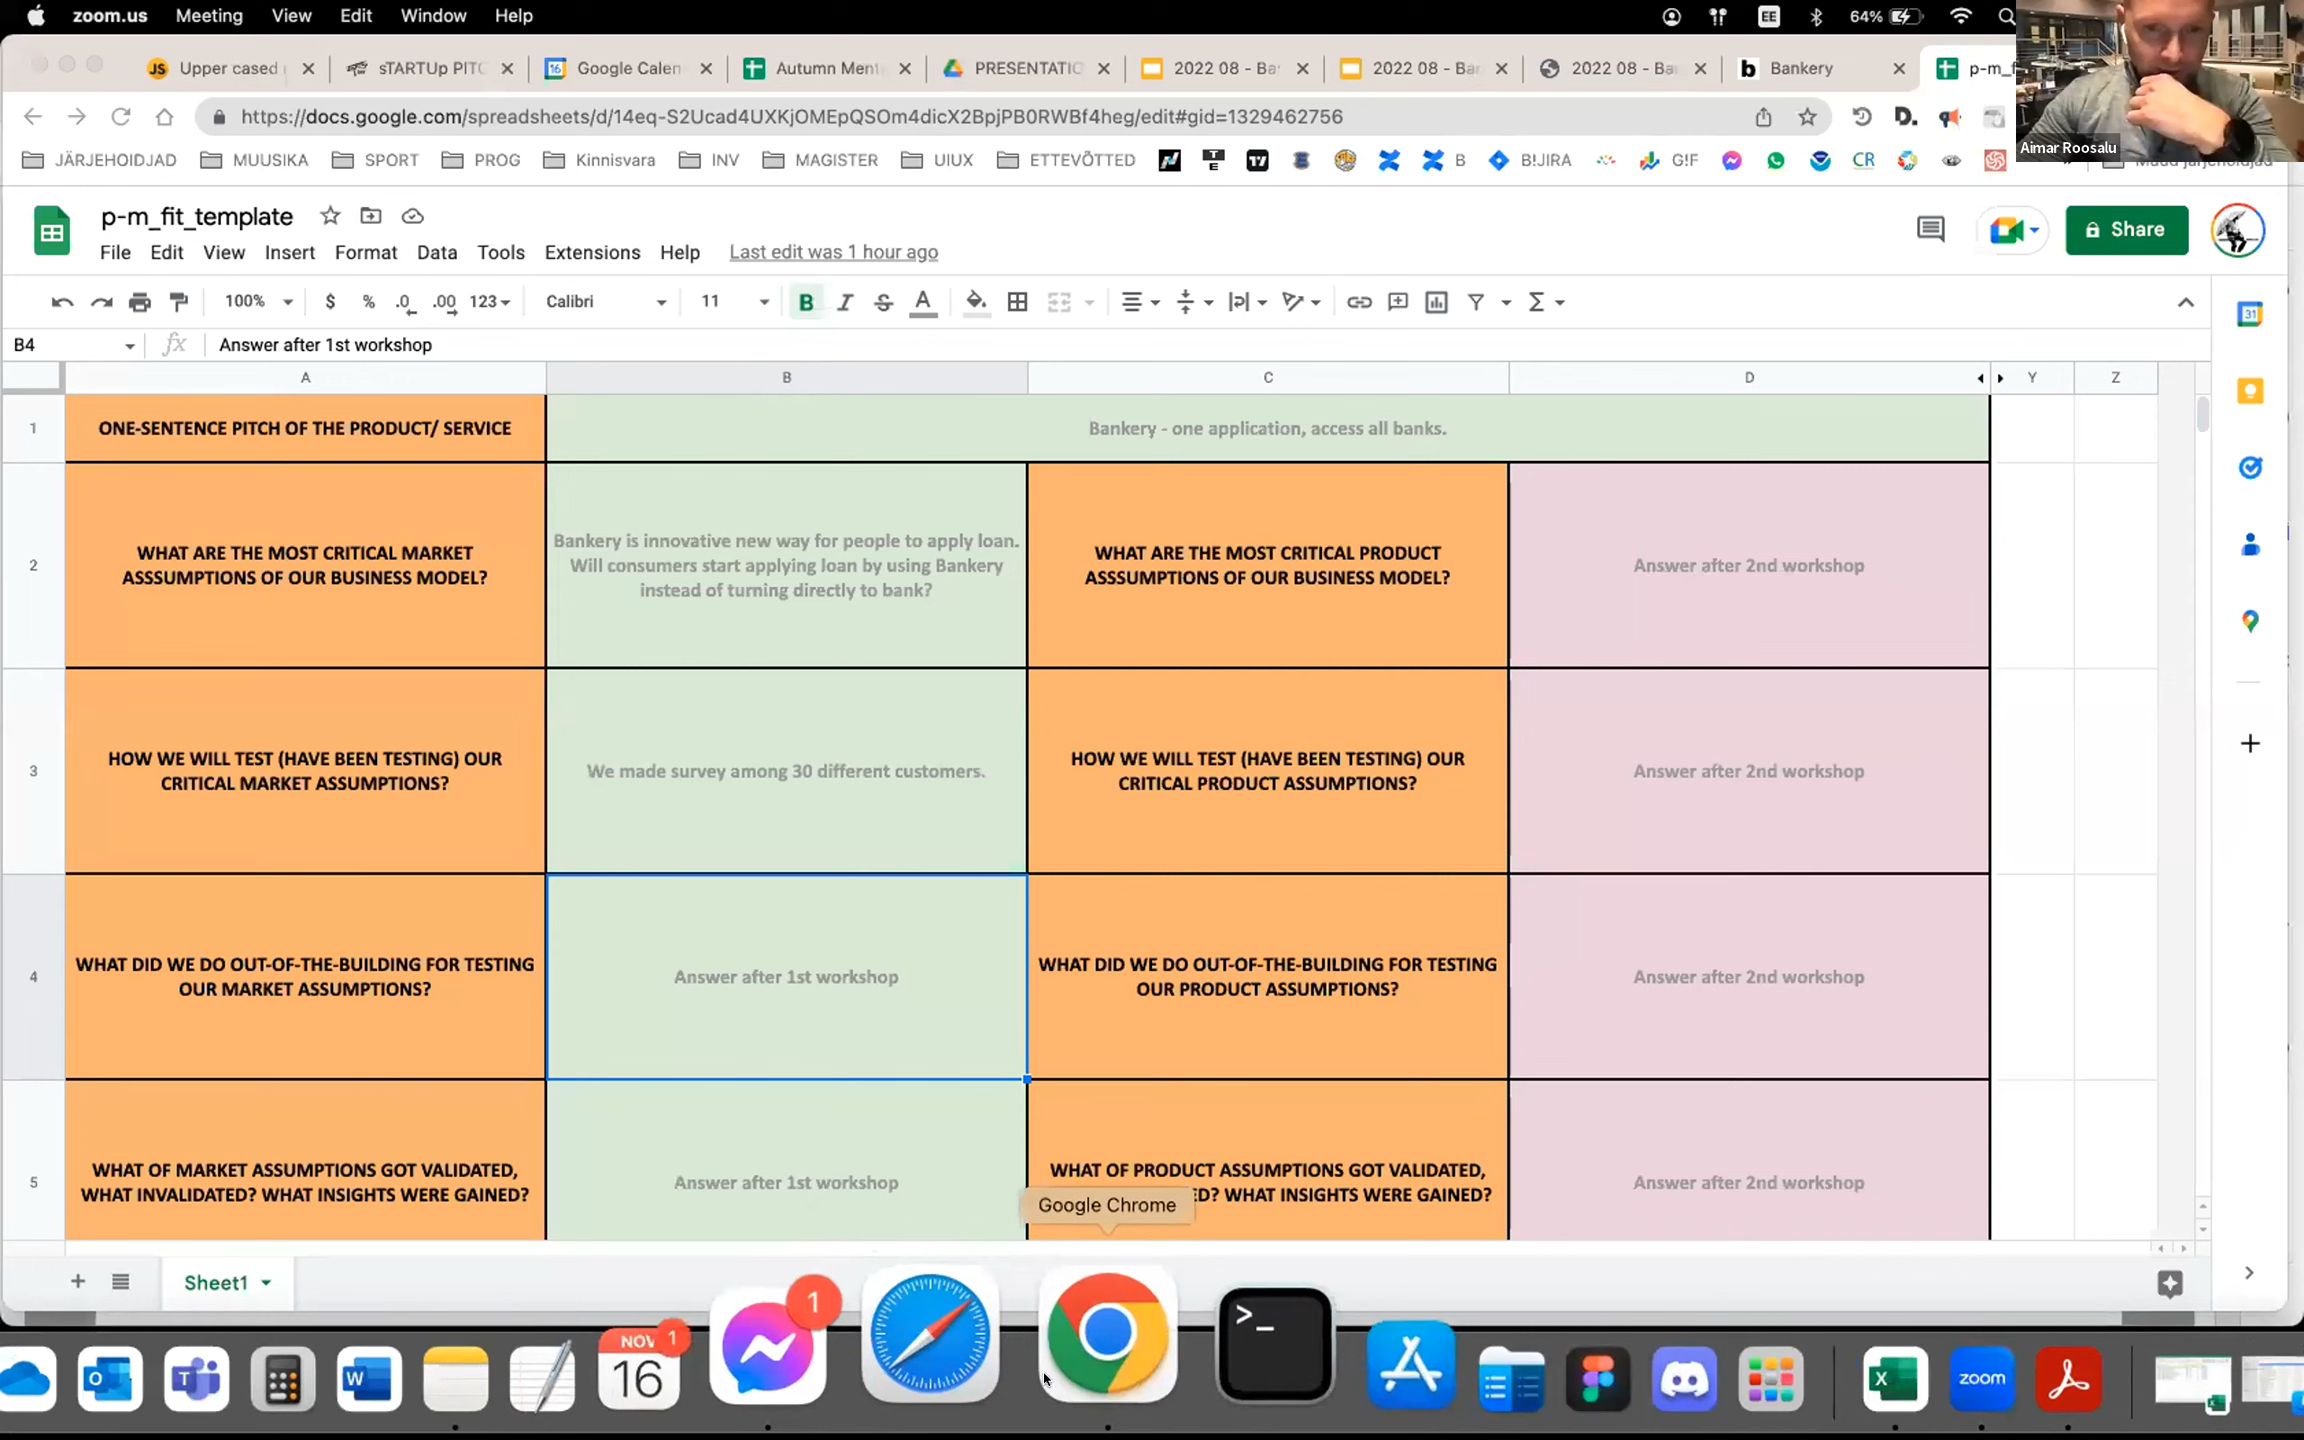 zoom.us Meeting View Edit Window Help EE 64%
Upper cased
sTARTUp PITC
Google Calen
Autumn Ment
PRESENTATIO
2022 08 - Ba
2022 08 - Bar
2022 08 - Ba
Bankery
p-m_f
https://docs.google.com/spreadsheets/d/14eq-S2Ucad4UXKjOMEpQSOm4dicX2BpjPB0RWBf4heg/edit#gid=1329462756
Aimar Roosalu
JÄRJEHOIDJAD MUUSIKA SPORT PROG Kinnisvara INV MAGISTER UIUX ETTEVÕTTED B B!JIRA G!F CR Muud järjehoidjad
p-m_fit_template
Share
File Edit View Insert Format Data Tools Extensions Help Last edit was 1 hour ago
100% $ % .0 .00 123 Calibri 11 B I S A
B4 fx Answer after 1st workshop
A B C D Y Z
1
ONE-SENTENCE PITCH OF THE PRODUCT/ SERVICE
Bankery - one application, access all banks.
2
WHAT ARE THE MOST CRITICAL MARKET
ASSSUMPTIONS OF OUR BUSINESS MODEL?
Bankery is innovative new way for people to apply loan.
Will consumers start applying loan by using Bankery
instead of turning directly to bank?
WHAT ARE THE MOST CRITICAL PRODUCT
ASSSUMPTIONS OF OUR BUSINESS MODEL?
Answer after 2nd workshop
3
HOW WE WILL TEST (HAVE BEEN TESTING) OUR
CRITICAL MARKET ASSUMPTIONS?
We made survey among 30 different customers.
HOW WE WILL TEST (HAVE BEEN TESTING) OUR
CRITICAL PRODUCT ASSUMPTIONS?
Answer after 2nd workshop
4
WHAT DID WE DO OUT-OF-THE-BUILDING FOR TESTING
OUR MARKET ASSUMPTIONS?
Answer after 1st workshop
WHAT DID WE DO OUT-OF-THE-BUILDING FOR TESTING
OUR PRODUCT ASSUMPTIONS?
Answer after 2nd workshop
5
WHAT OF MARKET ASSUMPTIONS GOT VALIDATED,
WHAT INVALIDATED? WHAT INSIGHTS WERE GAINED?
Answer after 1st workshop
WHAT OF PRODUCT ASSUMPTIONS GOT VALIDATED,
D? WHAT INSIGHTS WERE GAINED?
Answer after 2nd workshop
Google Chrome
Sheet1
1
NOV 1
16
zoom